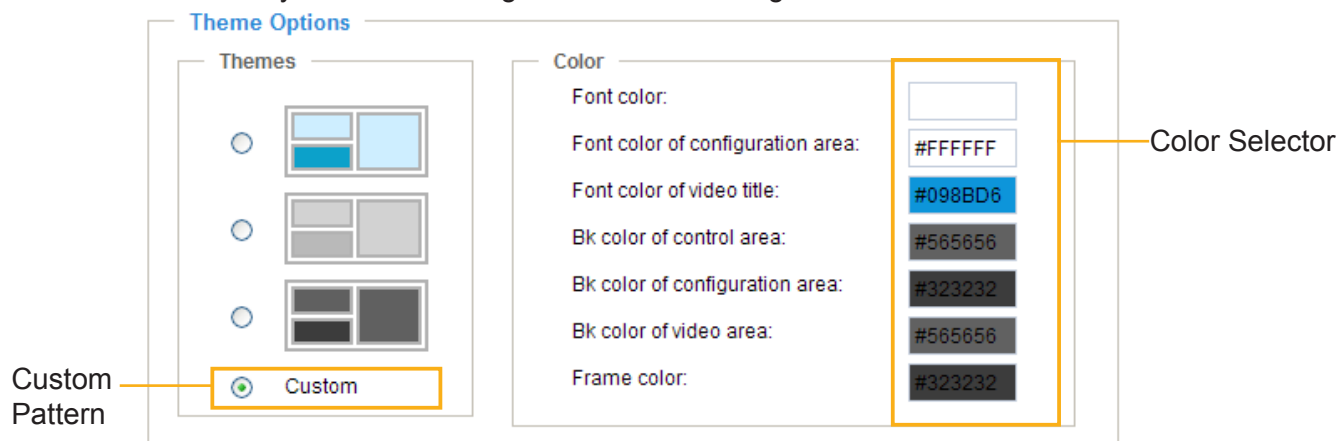 Theme Options
Themes
Custom
Color
Font color:
Font color of configuration area: #FFFFFF
Font color of video title: #098BD6
Bk color of control area: #565656
Bk color of configuration area: #323232
Bk color of video area: #565656
Frame color: #323232
Color Selector
Custom
Pattern